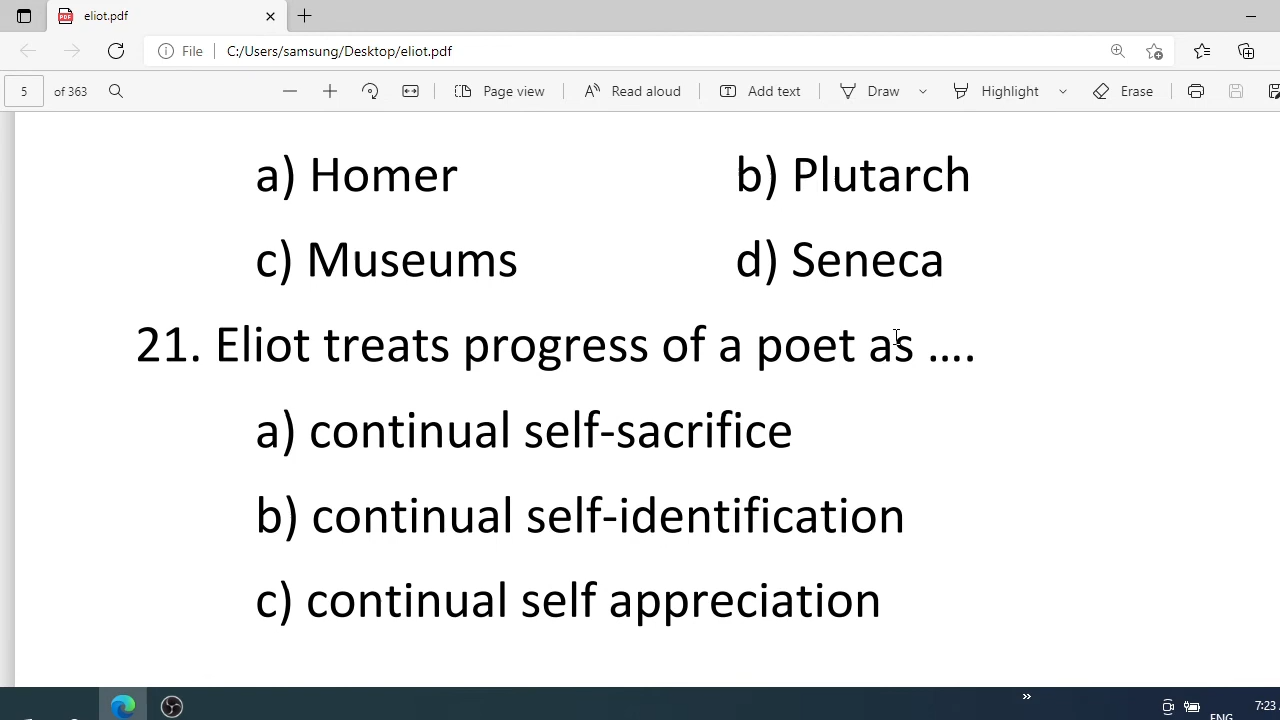 eliot.pdf
File C:/Users/samsung/Desktop/eliot.pdf
5 of 363 Page view Read aloud Add text Draw Highlight Erase
a) Homer b) Plutarch
c) Museums d) Seneca
21. Eliot treats progress of a poet as ....
a) continual self-sacrifice
b) continual self-identification
c) continual self appreciation
ENG 7:23